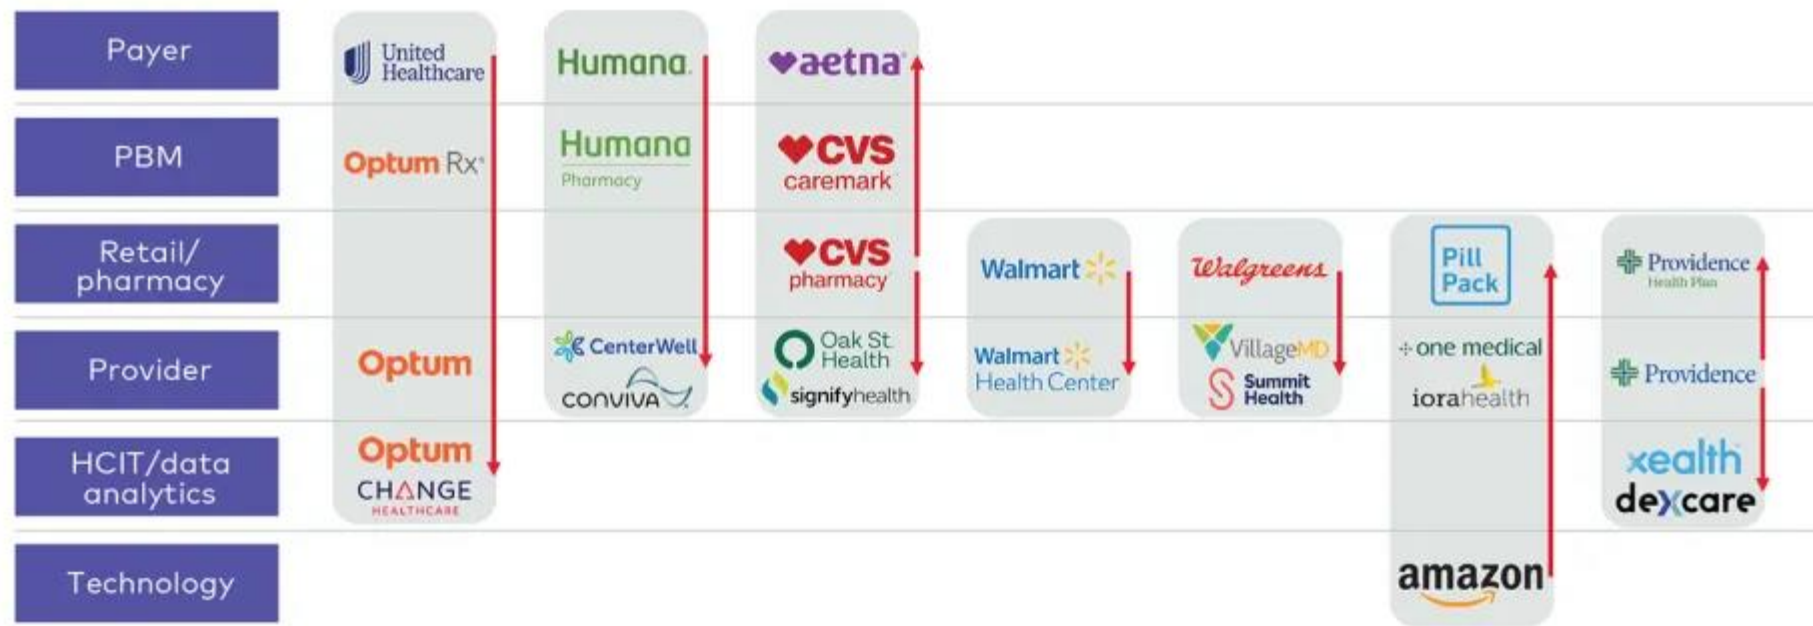 Payer
United
Healthcare
Humana.
aetna
PBM
Optum Rx
Humana
Pharmacy
CVS
caremark
Retail/
pharmacy
CVS
pharmacy
Walmart
Walgreens
Pill
Pack
Providence
Health Plan
Provider
Optum
CenterWell
CONVIVA
Oak St.
Health
signifyhealth
Walmart
Health Center
VillageMD
Summit
Health
one medical
iorahealth
Providence
HCIT/data
analytics
Optum
CHANGE
HEALTHCARE
xealth
dexcare
Technology
amazon